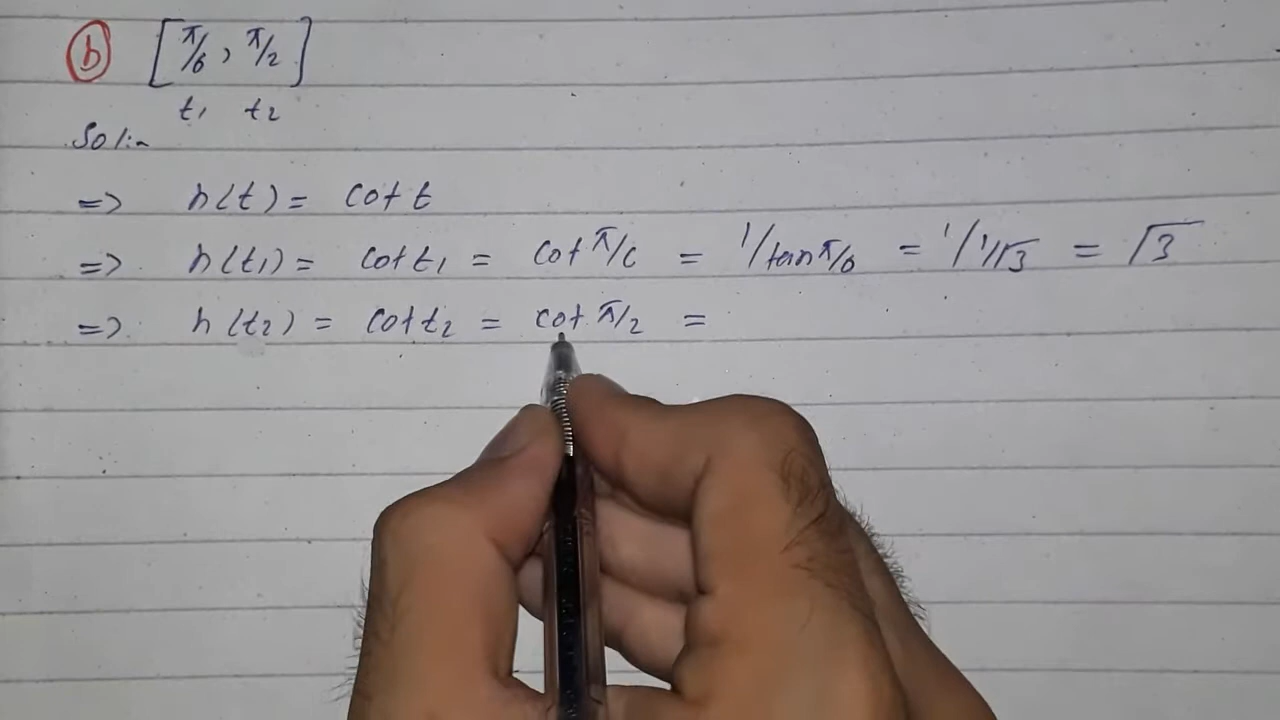 b [π/6, π/2]
t1 t2
Sol:-
=> h(t) = cot t
=> h(t1) = cot t1 = cot π/6 = 1/tan π/6 = 1/1/√3 = √3
=> h(t2) = cot t2 = cot π/2 =